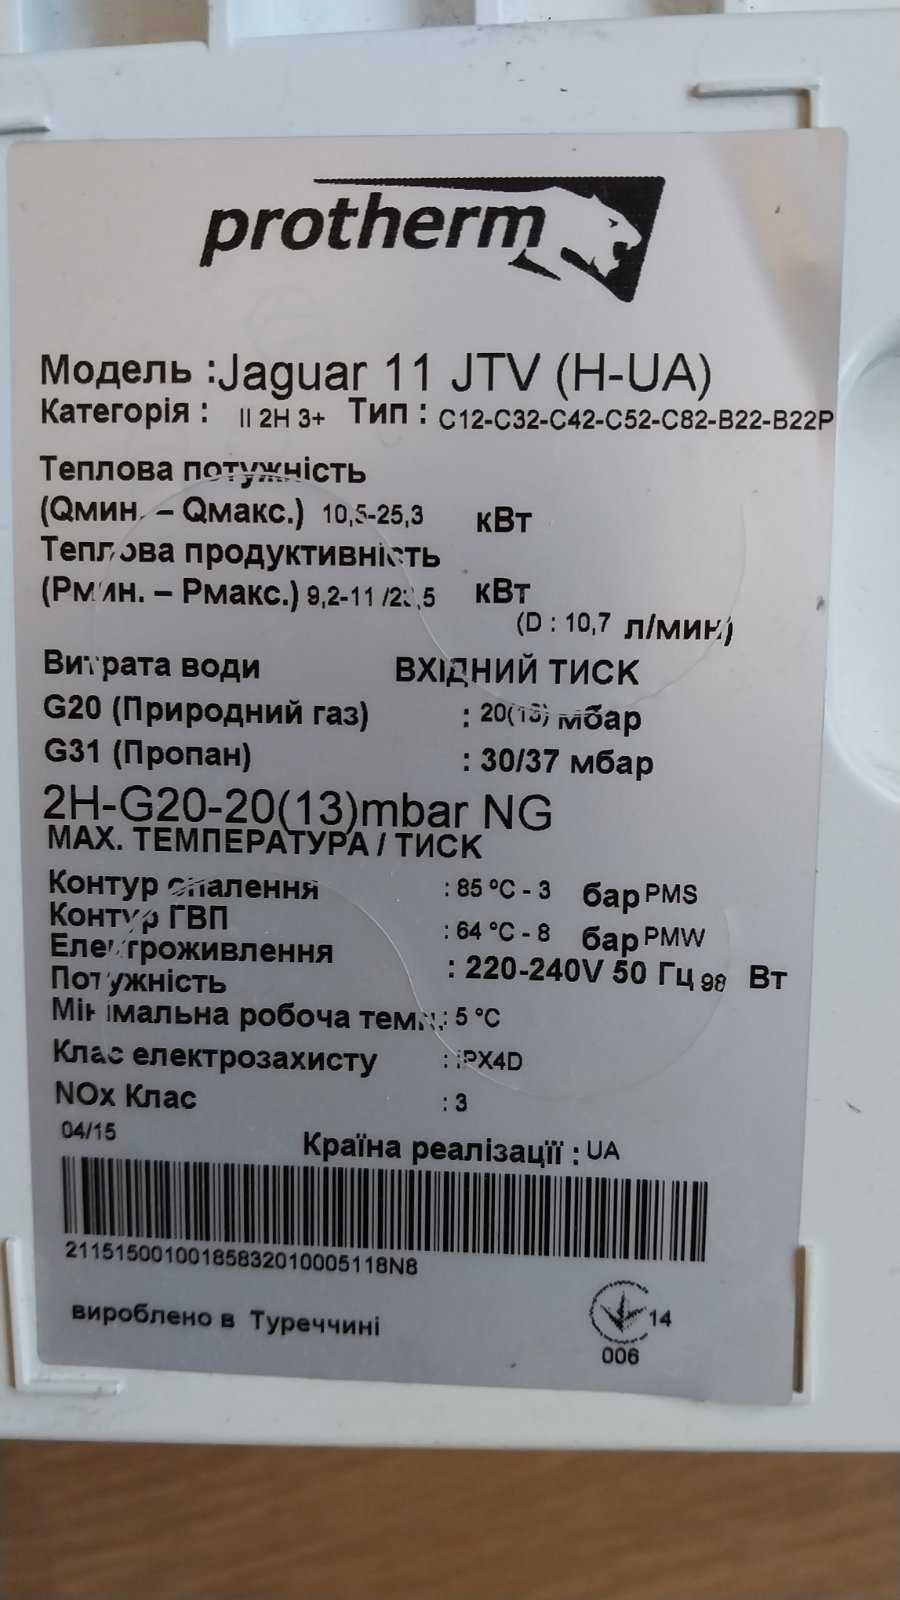 protherm
Модель :Jaguar 11 JTV (H-UA)
Категорія : II 2H 3+ Тип : C12-C32-C42-C52-C82-B22-B22P
Теплова потужність
(Qмин. – Qмакс.) 10,5-25,3 кВт
Теплова продуктивність
(Рмин. – Рмакс.) 9,2-11 /23,5 кВт
(D : 10,7 л/мин)
Витрата води ВХІДНИЙ ТИСК
G20 (Природний газ) : 20(13) мбар
G31 (Пропан) : 30/37 мбар
2H-G20-20(13)mbar NG
МАХ. ТЕМПЕРАТУРА / ТИСК
Контур опалення : 85 °C - 3 бар PMS
Контур ГВП : 64 °C - 8 бар PMW
Електроживлення : 220-240V 50 Гц 98 Вт
Потужність
Мінімальна робоча темп.: 5 °C
Клас електрозахисту : iPX4D
NOx Клас : 3
04/15
Країна реалізації : UA
21151500100185832010005118N8
вироблено в Туреччині
14
006